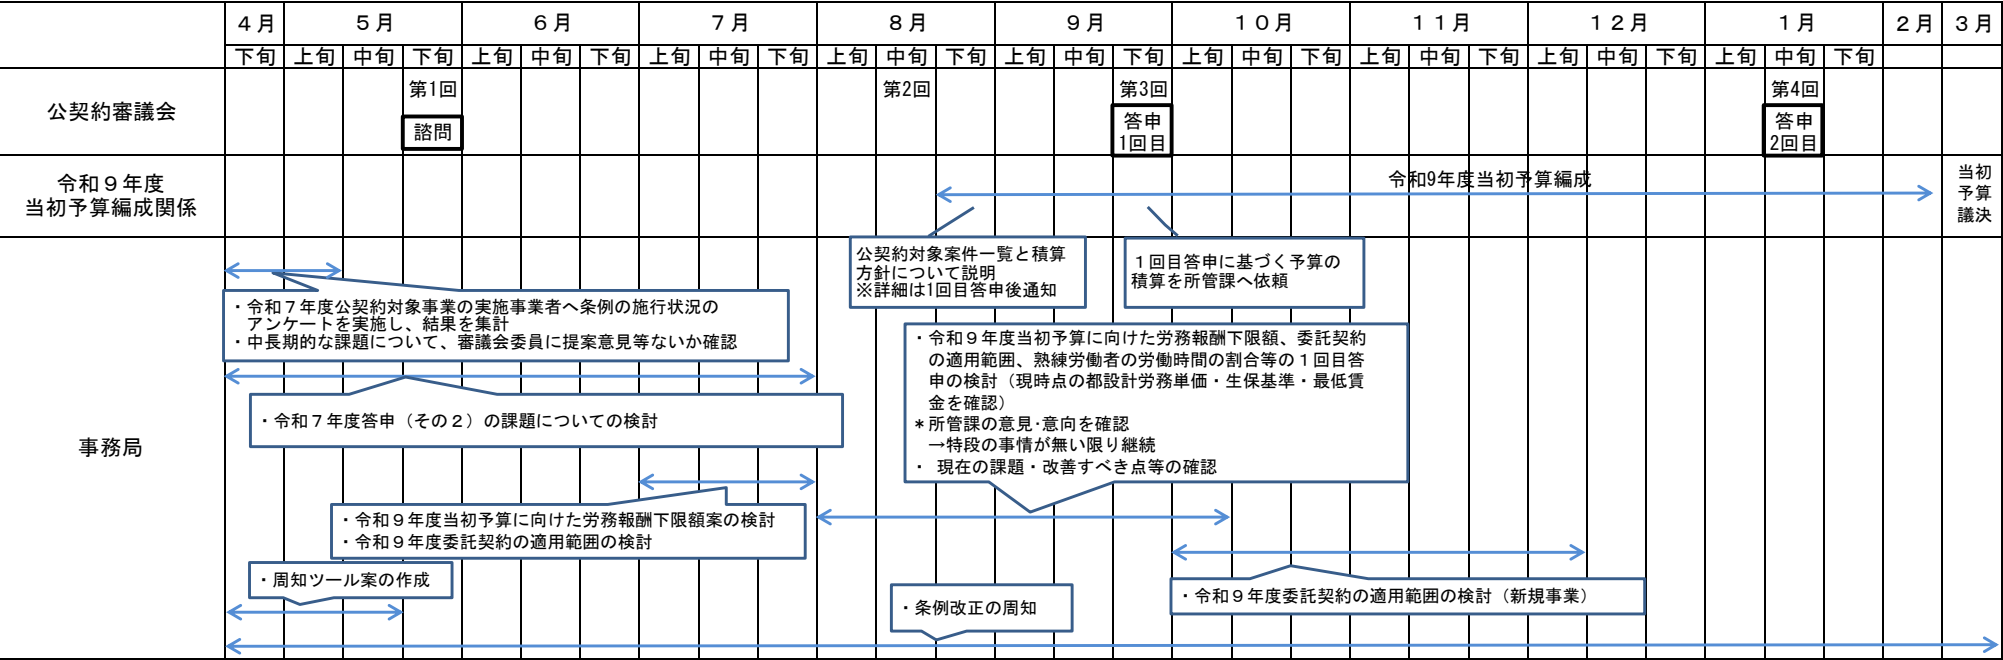 ４月 ５月 ６月 ７月 ８月 ９月 １０月 １１月 １２月 １月 ２月 ３月
下旬 上旬 中旬 下旬 上旬 中旬 下旬 上旬 中旬 下旬 上旬 中旬 下旬 上旬 中旬 下旬 上旬 中旬 下旬 上旬 中旬 下旬 上旬 中旬 下旬 上旬 中旬 下旬
公契約審議会
第1回
諮問
第2回
第3回
答申
1回目
第4回
答申
2回目
令和９年度
当初予算編成関係
令和9年度当初予算編成
当初
予算
議決
公契約対象案件一覧と積算
方針について説明
※詳細は1回目答申後通知
１回目答申に基づく予算の
積算を所管課へ依頼
事務局
・令和７年度公契約対象事業の実施事業者へ条例の施行状況の
アンケートを実施し、結果を集計
・中長期的な課題について、審議会委員に提案意見等ないか確認
・令和７年度答申（その２）の課題についての検討
・令和９年度当初予算に向けた労務報酬下限額、委託契約
の適用範囲、熟練労働者の労働時間の割合等の１回目答
申の検討（現時点の都設計労務単価・生保基準・最低賃
金を確認）
＊所管課の意見･意向を確認
→特段の事情が無い限り継続
・ 現在の課題・改善すべき点等の確認
・令和９年度当初予算に向けた労務報酬下限額案の検討
・令和９年度委託契約の適用範囲の検討
・周知ツール案の作成
・令和９年度委託契約の適用範囲の検討（新規事業）
・条例改正の周知